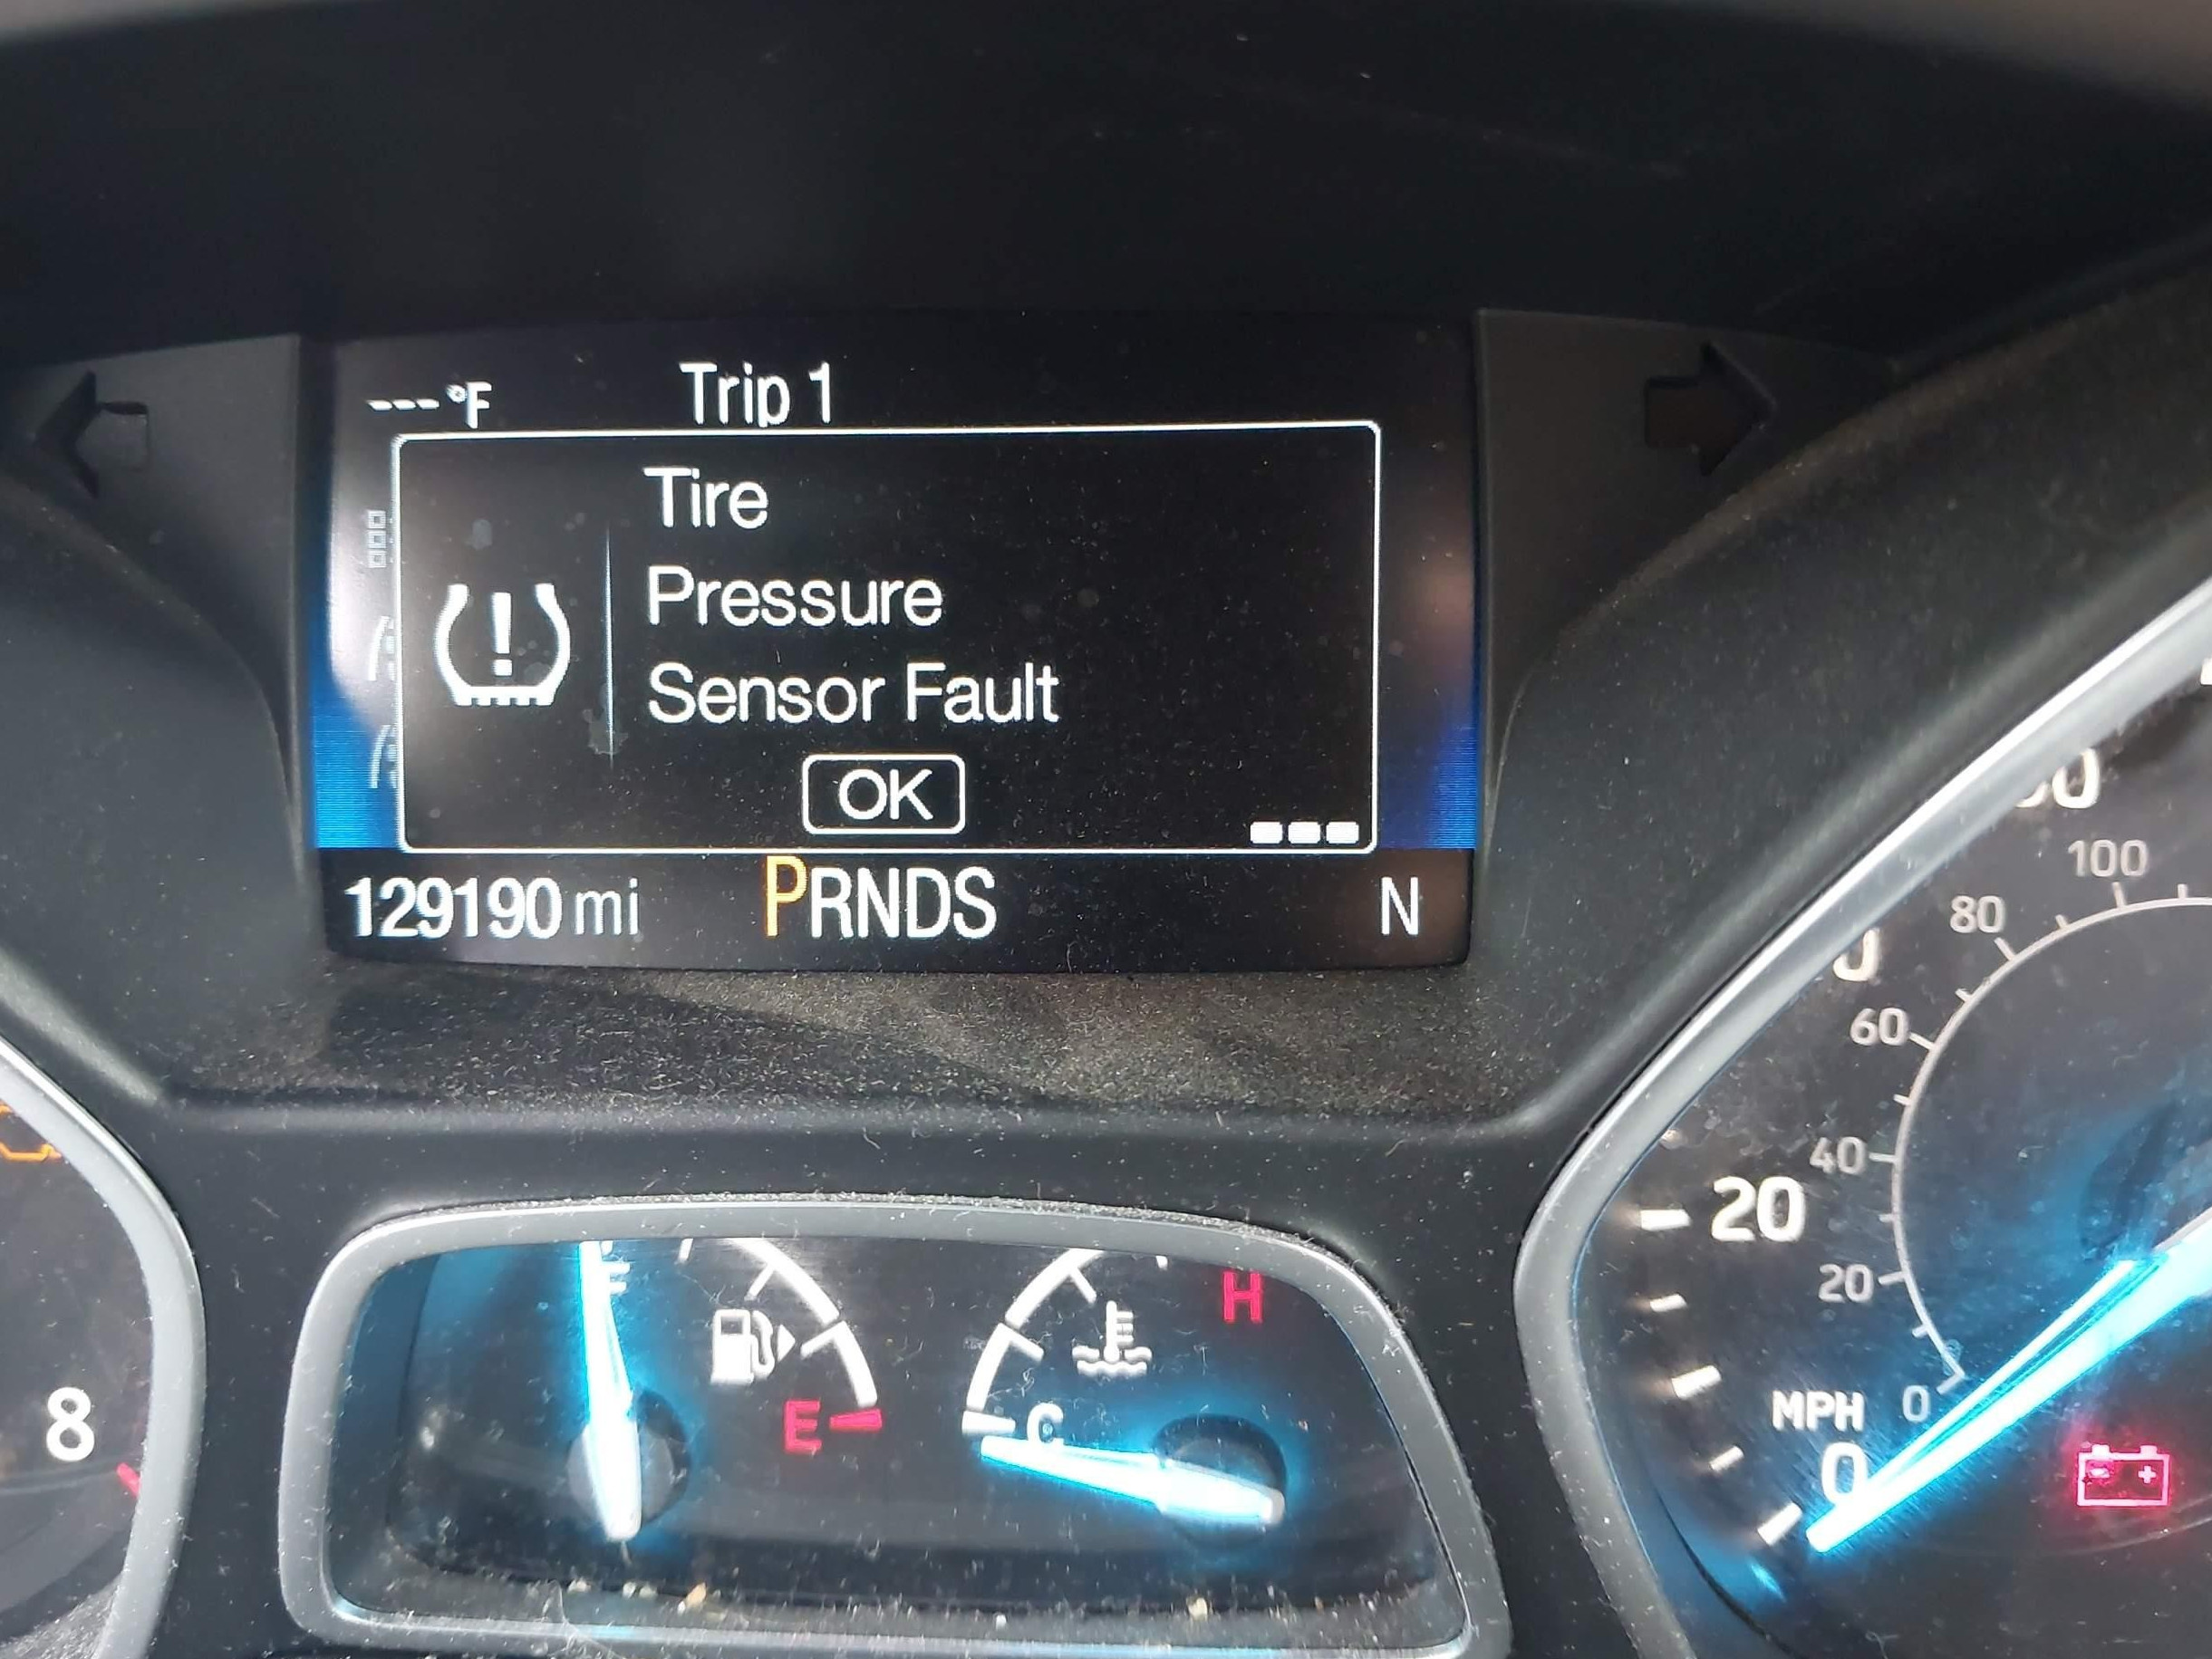 ---°F
Trip 1
Tire
Pressure
Sensor Fault
OK
129190 mi
PRNDS
N
100
80
60
40
20
20
MPH
0
0
8
E
C
H